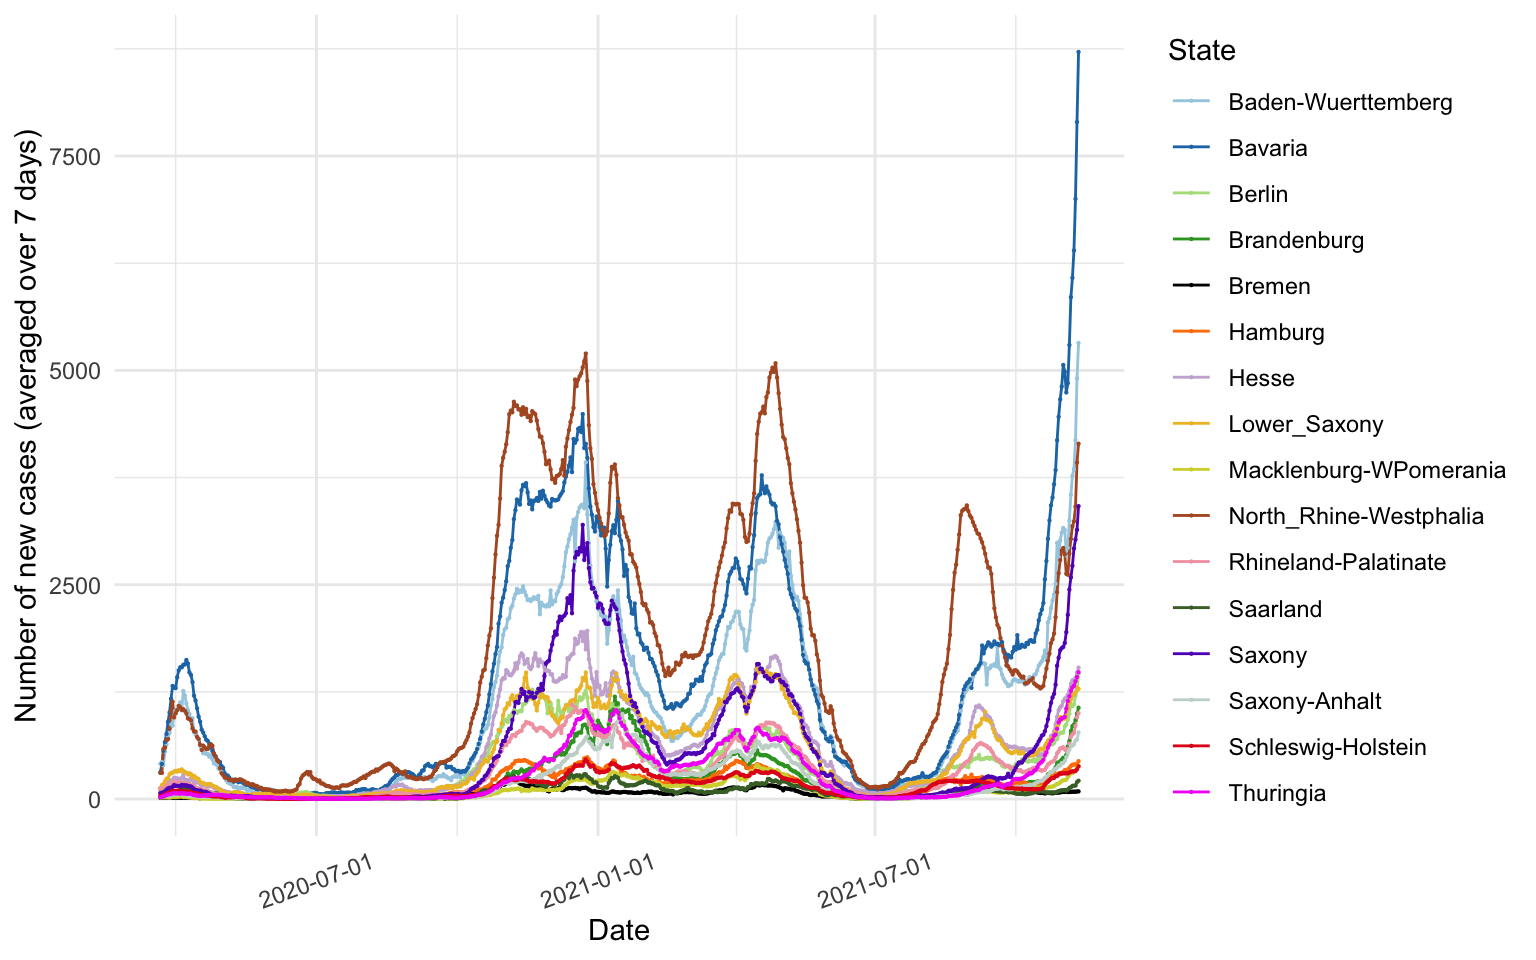 Number of new cases (averaged over 7 days)
7500
5000
2500
0
2020-07-01
2021-01-01
2021-07-01
Date
State
Baden-Wuerttemberg
Bavaria
Berlin
Brandenburg
Bremen
Hamburg
Hesse
Lower_Saxony
Macklenburg-WPomerania
North_Rhine-Westphalia
Rhineland-Palatinate
Saarland
Saxony
Saxony-Anhalt
Schleswig-Holstein
Thuringia